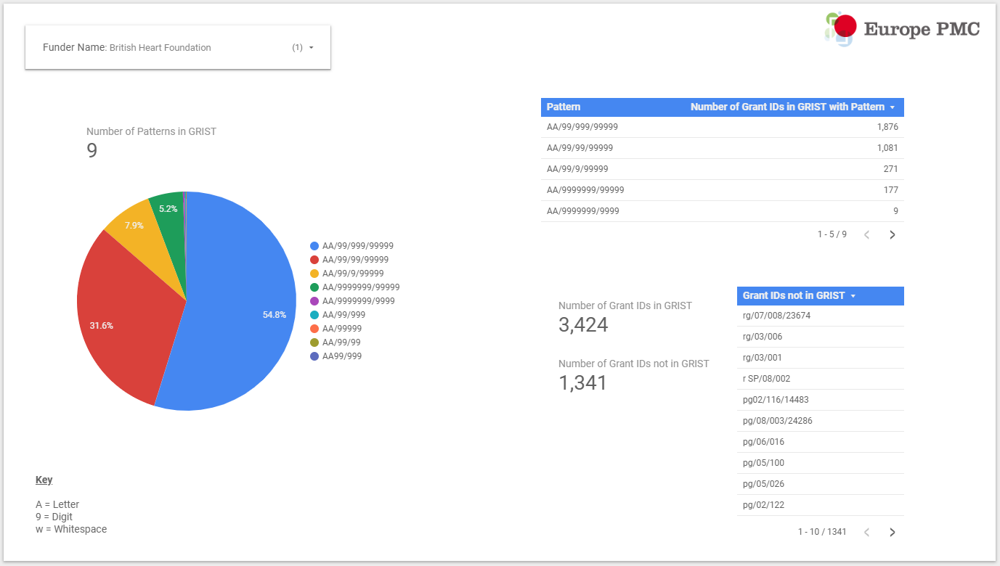 Europe PMC
Funder Name: British Heart Foundation (1)
Number of Patterns in GRIST
9
5.2%
7.9%
31.6%
54.8%
AA/99/999/99999
AA/99/99/99999
AA/99/9/99999
AA/9999999/99999
AA/9999999/9999
AA/99/999
AA/99999
AA/99/99
AA99/999
Key
A = Letter
9 = Digit
w = Whitespace
Pattern Number of Grant IDs in GRIST with Pattern
AA/99/999/99999 1,876
AA/99/99/99999 1,081
AA/99/9/99999 271
AA/9999999/99999 177
AA/9999999/9999 9
1 - 5 / 9
Number of Grant IDs in GRIST
3,424
Number of Grant IDs not in GRIST
1,341
Grant IDs not in GRIST
rg/07/008/23674
rg/03/006
rg/03/001
r SP/08/002
pg02/116/14483
pg/08/003/24286
pg/06/016
pg/05/100
pg/05/026
pg/02/122
1 - 10 / 1341